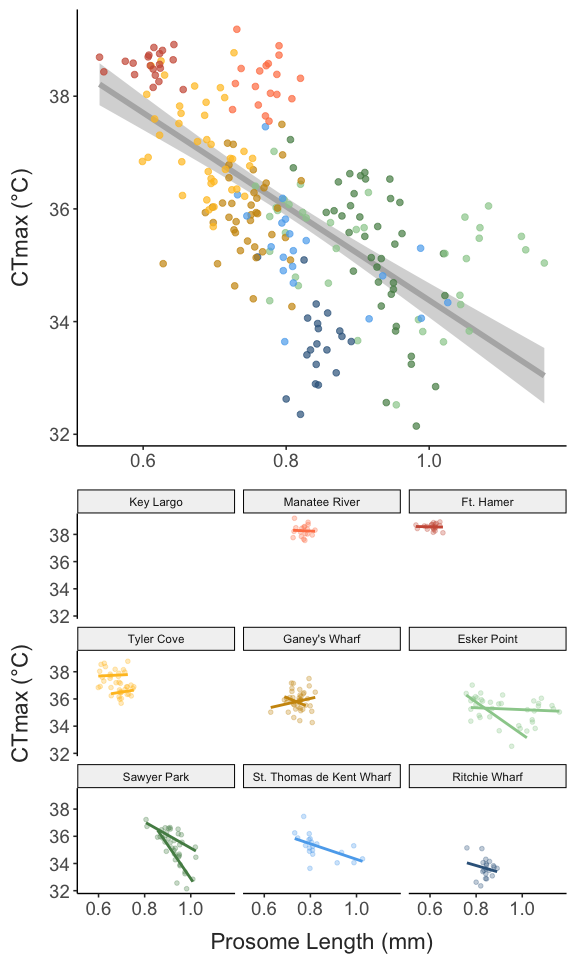 CTmax (°C)
38
36
34
32
0.6 0.8 1.0
Key Largo Manatee River Ft. Hamer
38
36
34
32
Tyler Cove Ganey's Wharf Esker Point
CTmax (°C)
38
36
34
32
Sawyer Park St. Thomas de Kent Wharf Ritchie Wharf
38
36
34
32
0.6 0.8 1.0 0.6 0.8 1.0 0.6 0.8 1.0
Prosome Length (mm)